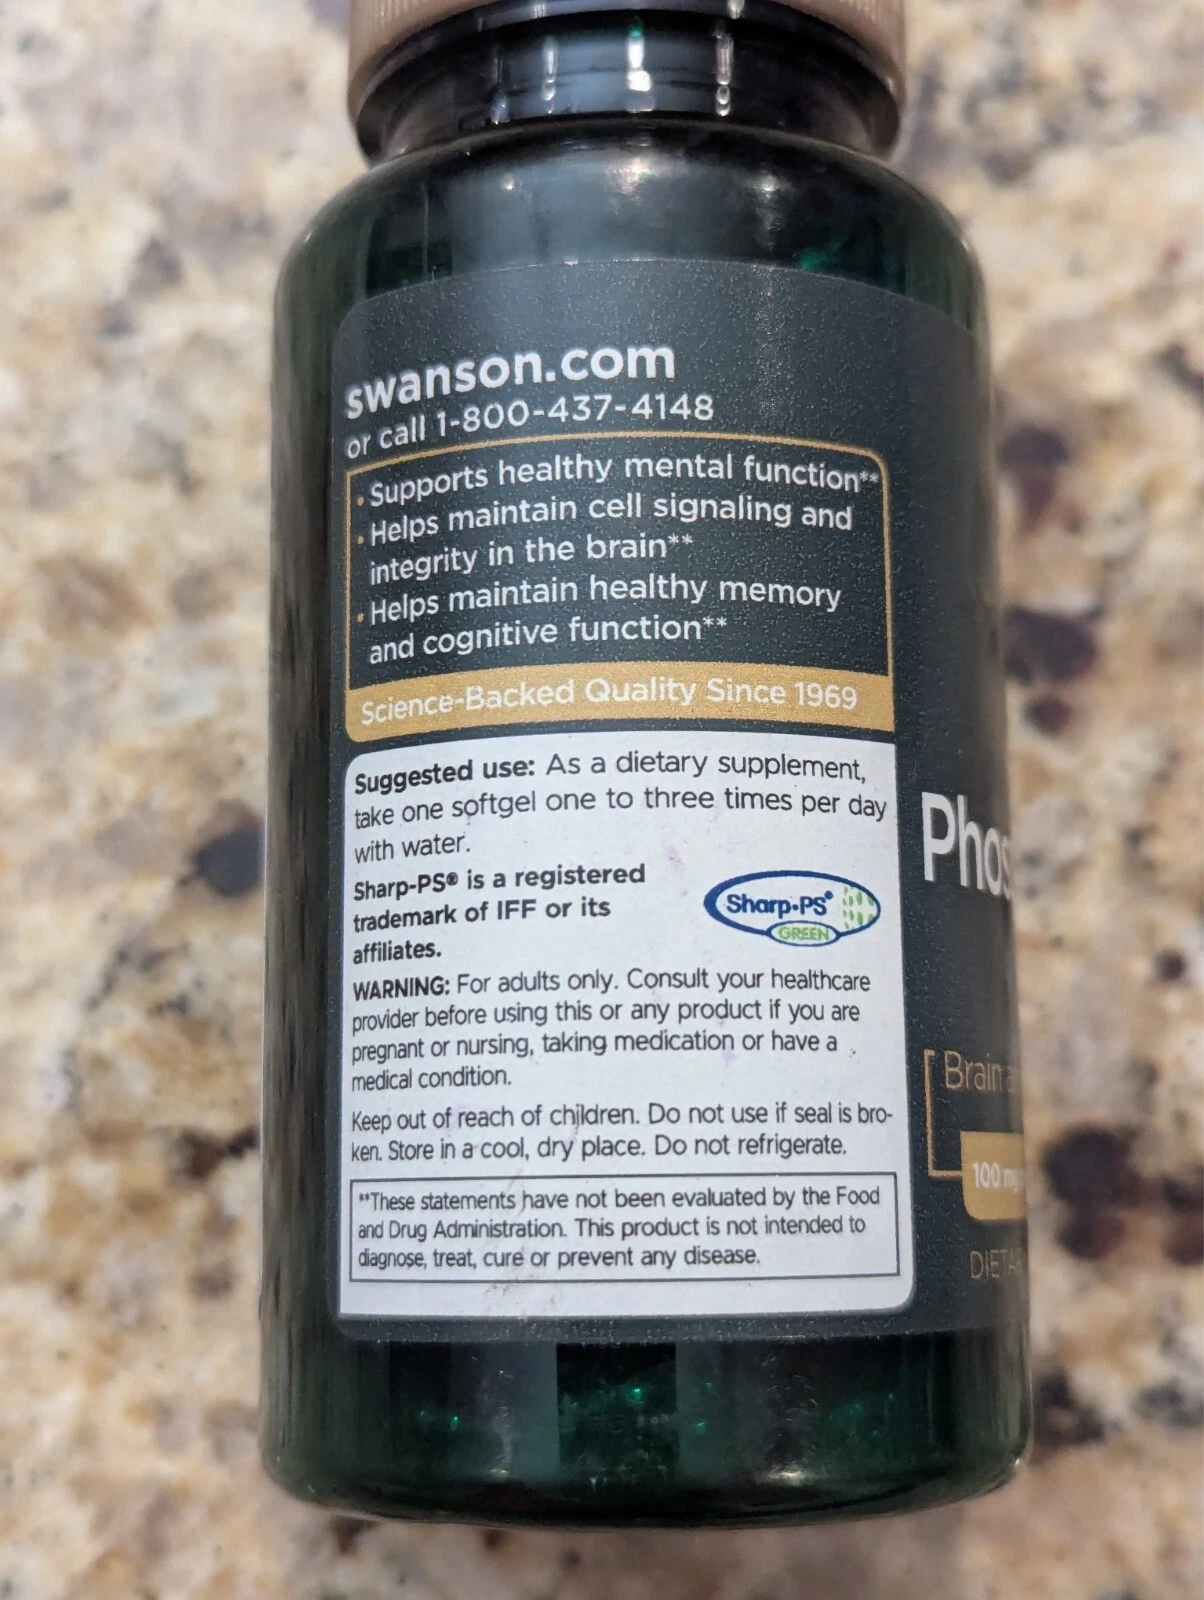 swanson.com
or call 1-800-437-4148
• Supports healthy mental function**
• Helps maintain cell signaling and
integrity in the brain**
• Helps maintain healthy memory
and cognitive function**
Science-Backed Quality Since 1969
Suggested use: As a dietary supplement,
take one softgel one to three times per day
with water.
Sharp-PS® is a registered
trademark of IFF or its
affiliates.
Sharp•PS®
GREEN
WARNING: For adults only. Consult your healthcare
provider before using this or any product if you are
pregnant or nursing, taking medication or have a
medical condition.
Keep out of reach of children. Do not use if seal is bro-
ken. Store in a cool, dry place. Do not refrigerate.
**These statements have not been evaluated by the Food
and Drug Administration. This product is not intended to
diagnose, treat, cure or prevent any disease.
Phos
Brain
100 mg
DIETA